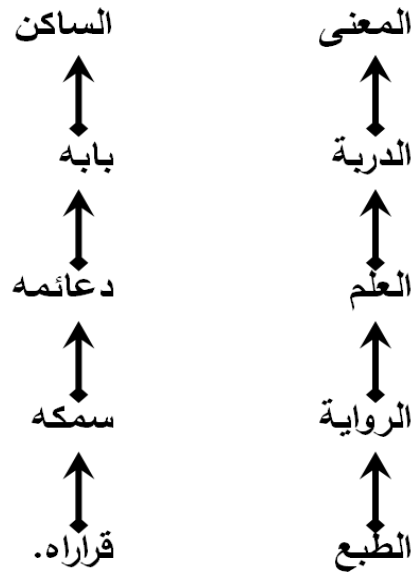 المعنى الساكن
الدربة بابه
العلم دعائمه
الرواية سمكه
الطبع قراراه.